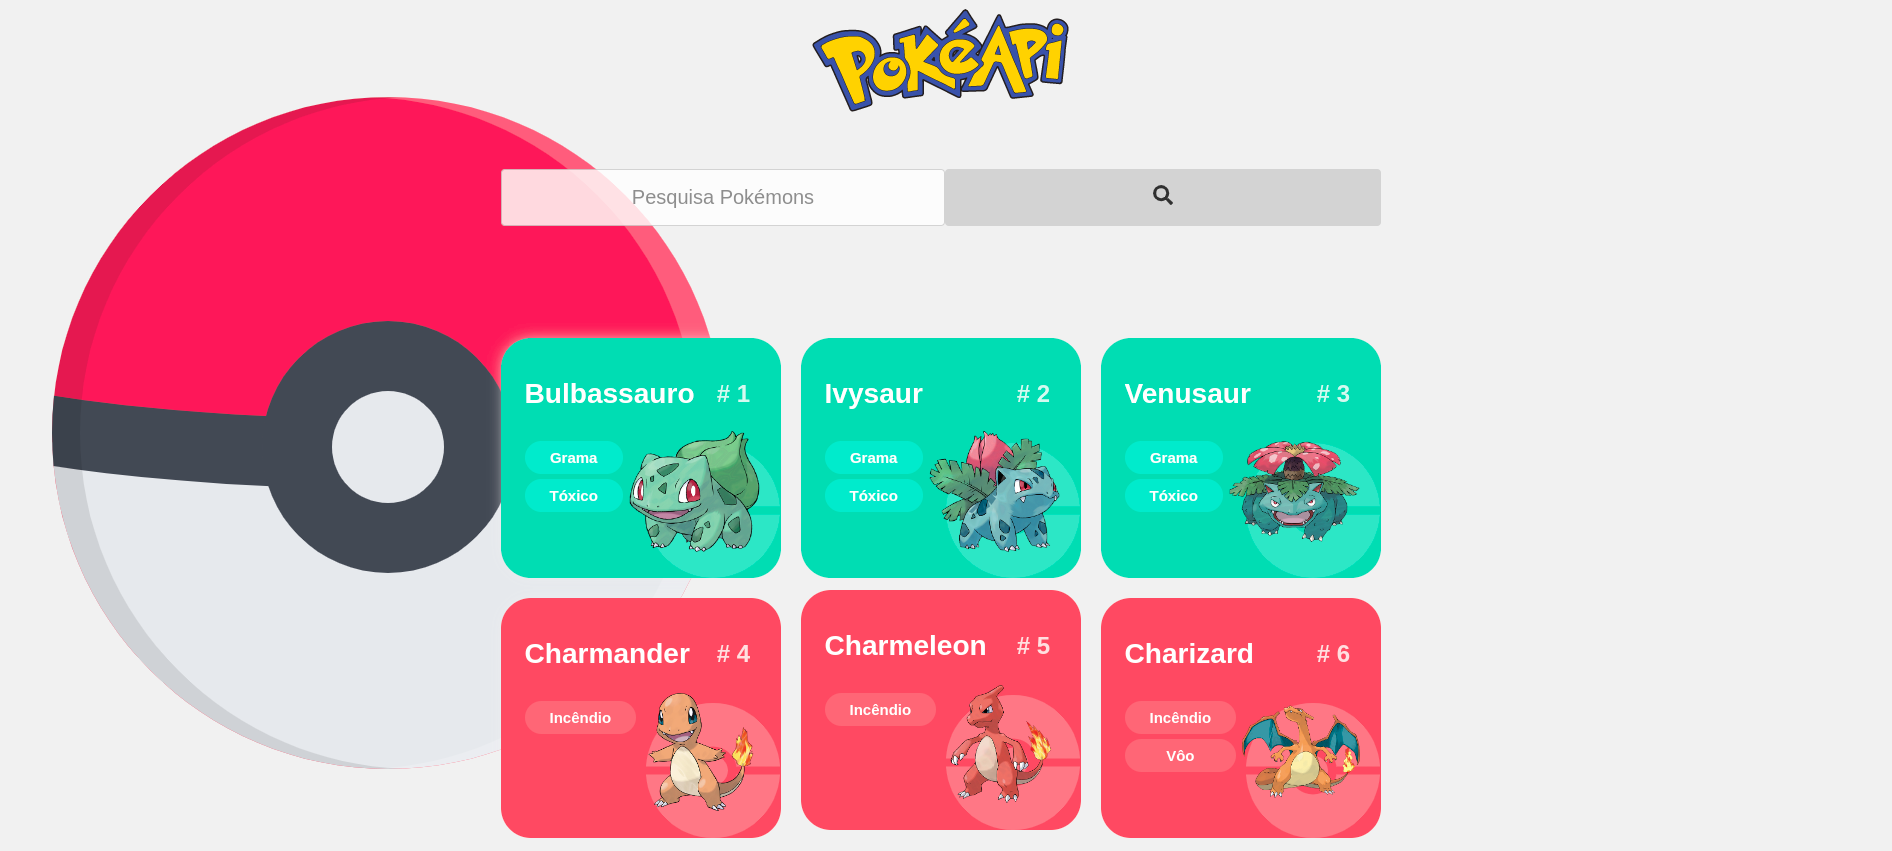 PokéApi
Pesquisa Pokémons
Bulbassauro # 1
Grama
Tóxico
Ivysaur # 2
Grama
Tóxico
Venusaur # 3
Grama
Tóxico
Charmander # 4
Incêndio
Charmeleon # 5
Incêndio
Charizard # 6
Incêndio
Vôo